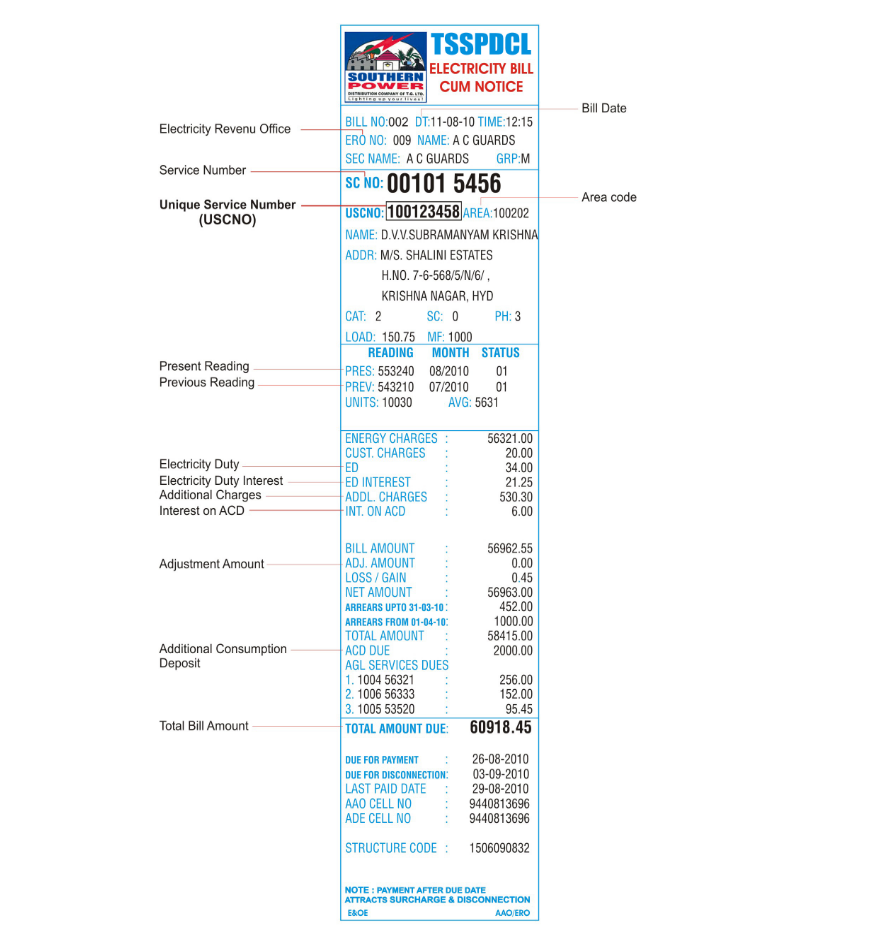 TSSPDCL
ELECTRICITY BILL
CUM NOTICE
SOUTHERN
POWER
DISTRIBUTION COMPANY OF T.G. LTD.
Lighting up your lives!
Bill Date
BILL NO:002 DT:11-08-10 TIME:12:15
Electricity Revenu Office
ERO NO: 009 NAME: A C GUARDS
SEC NAME: A C GUARDS GRP:M
Service Number
SC NO: 00101 5456
Area code
Unique Service Number
(USCNO)
USCNO: 100123458 AREA:100202
NAME: D.V.V.SUBRAMANYAM KRISHNA
ADDR: M/S. SHALINI ESTATES
H.NO. 7-6-568/5/N/6/ ,
KRISHNA NAGAR, HYD
CAT: 2 SC: 0 PH: 3
LOAD: 150.75 MF: 1000
READING MONTH STATUS
Present Reading
PRES: 553240 08/2010 01
Previous Reading
PREV: 543210 07/2010 01
UNITS: 10030 AVG: 5631
ENERGY CHARGES : 56321.00
CUST. CHARGES : 20.00
Electricity Duty
ED : 34.00
Electricity Duty Interest
ED INTEREST : 21.25
Additional Charges
ADDL. CHARGES : 530.30
Interest on ACD
INT. ON ACD : 6.00
BILL AMOUNT : 56962.55
Adjustment Amount
ADJ. AMOUNT : 0.00
LOSS / GAIN : 0.45
NET AMOUNT : 56963.00
ARREARS UPTO 31-03-10 : 452.00
ARREARS FROM 01-04-10: 1000.00
TOTAL AMOUNT : 58415.00
Additional Consumption
Deposit
ACD DUE : 2000.00
AGL SERVICES DUES
1. 1004 56321 : 256.00
2. 1006 56333 : 152.00
3. 1005 53520 : 95.45
Total Bill Amount
TOTAL AMOUNT DUE: 60918.45
DUE FOR PAYMENT : 26-08-2010
DUE FOR DISCONNECTION: 03-09-2010
LAST PAID DATE : 29-08-2010
AAO CELL NO : 9440813696
ADE CELL NO : 9440813696
STRUCTURE CODE : 1506090832
NOTE : PAYMENT AFTER DUE DATE
ATTRACTS SURCHARGE & DISCONNECTION
E&OE AAO/ERO